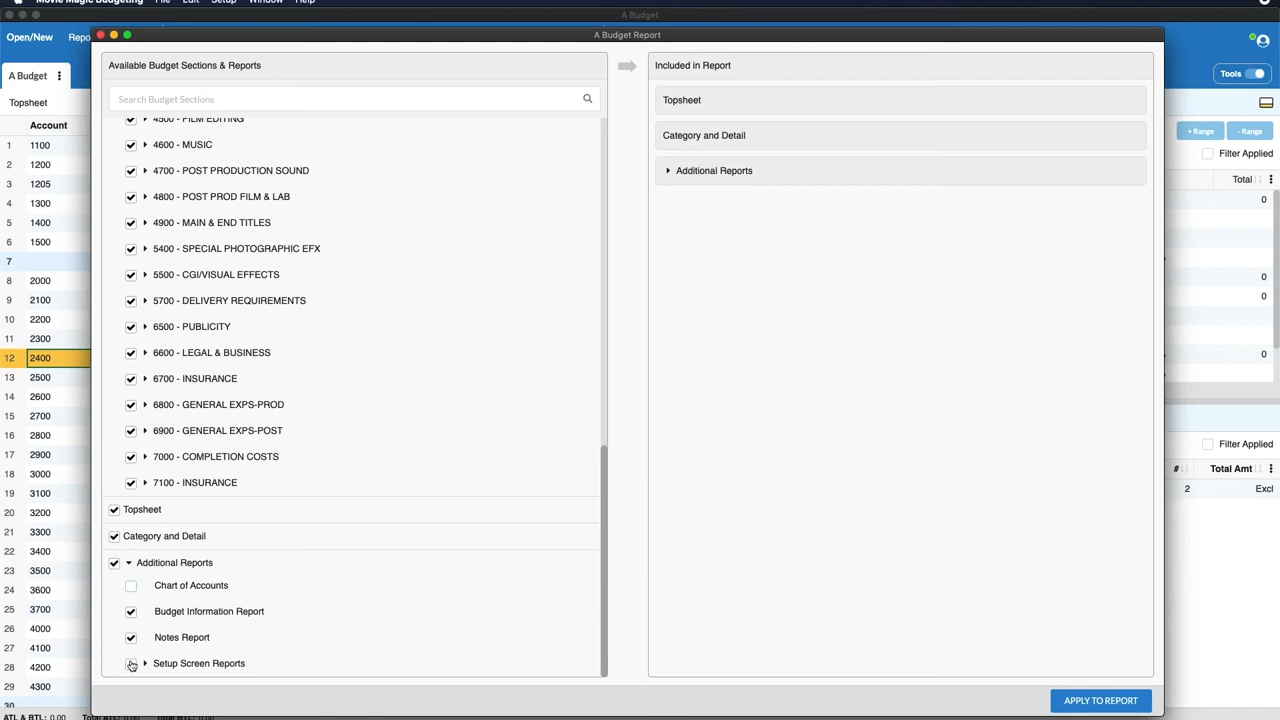 Movie Magic Budgeting File Edit Setup Window Help
A Budget
Open/New Repo
A Budget Report
A Budget
Tools
Topsheet
Available Budget Sections & Reports
Included in Report
Search Budget Sections
Account
+ Range - Range
Filter Applied
Total
1 1100
2 1200
3 1205
4 1300
5 1400
6 1500
7
8 2000
9 2100
10 2200
11 2300
12 2400
13 2500
14 2600
15 2700
16 2800
17 2900
18 3000
19 3100
20 3200
21 3300
22 3400
23 3500
24 3600
25 3700
26 4000
27 4100
28 4200
29 4300
30
4500 - FILM EDITING
4600 - MUSIC
4700 - POST PRODUCTION SOUND
4800 - POST PROD FILM & LAB
4900 - MAIN & END TITLES
5400 - SPECIAL PHOTOGRAPHIC EFX
5500 - CGI/VISUAL EFFECTS
5700 - DELIVERY REQUIREMENTS
6500 - PUBLICITY
6600 - LEGAL & BUSINESS
6700 - INSURANCE
6800 - GENERAL EXPS-PROD
6900 - GENERAL EXPS-POST
7000 - COMPLETION COSTS
7100 - INSURANCE
Topsheet
Category and Detail
Additional Reports
Chart of Accounts
Budget Information Report
Notes Report
Setup Screen Reports
Topsheet
Category and Detail
Additional Reports
0
0
0
0
Filter Applied
# Total Amt
2 Excl
APPLY TO REPORT
ATL & BTL: 0.00